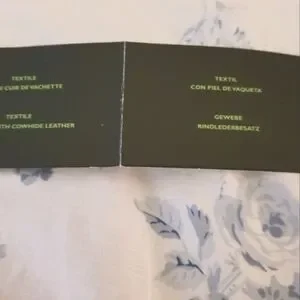 TEXTILE
CUIR DE VACHETTE
TEXTILE
COWHIDE LEATHER
TEXTIL
CON PIEL DE VAQUETA
GEWEBE
RINDLEDERBESATZ